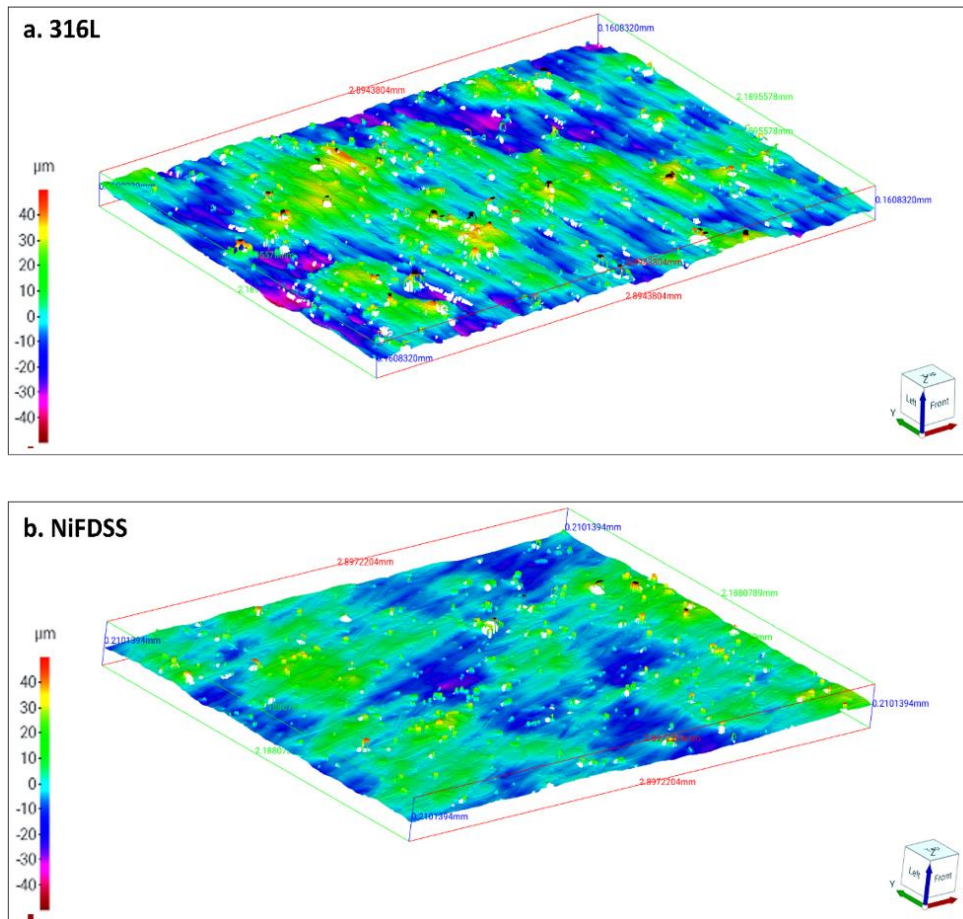 a. 316L
0.1608320mm
2.8943804mm
2.1895578mm
µm
40
30
20
10
0
-10
-20
-30
-40
0.1608320mm
2.8943804mm
0.1608320mm
Left
Front
Y
b. NiFDSS
0.2101394mm
2.8972204mm
2.1880789mm
µm
40
30
20
10
0
-10
-20
-30
-40
0.2101394mm
0.2101394mm
2.8972204mm
0.2101394mm
Left
Front
Y